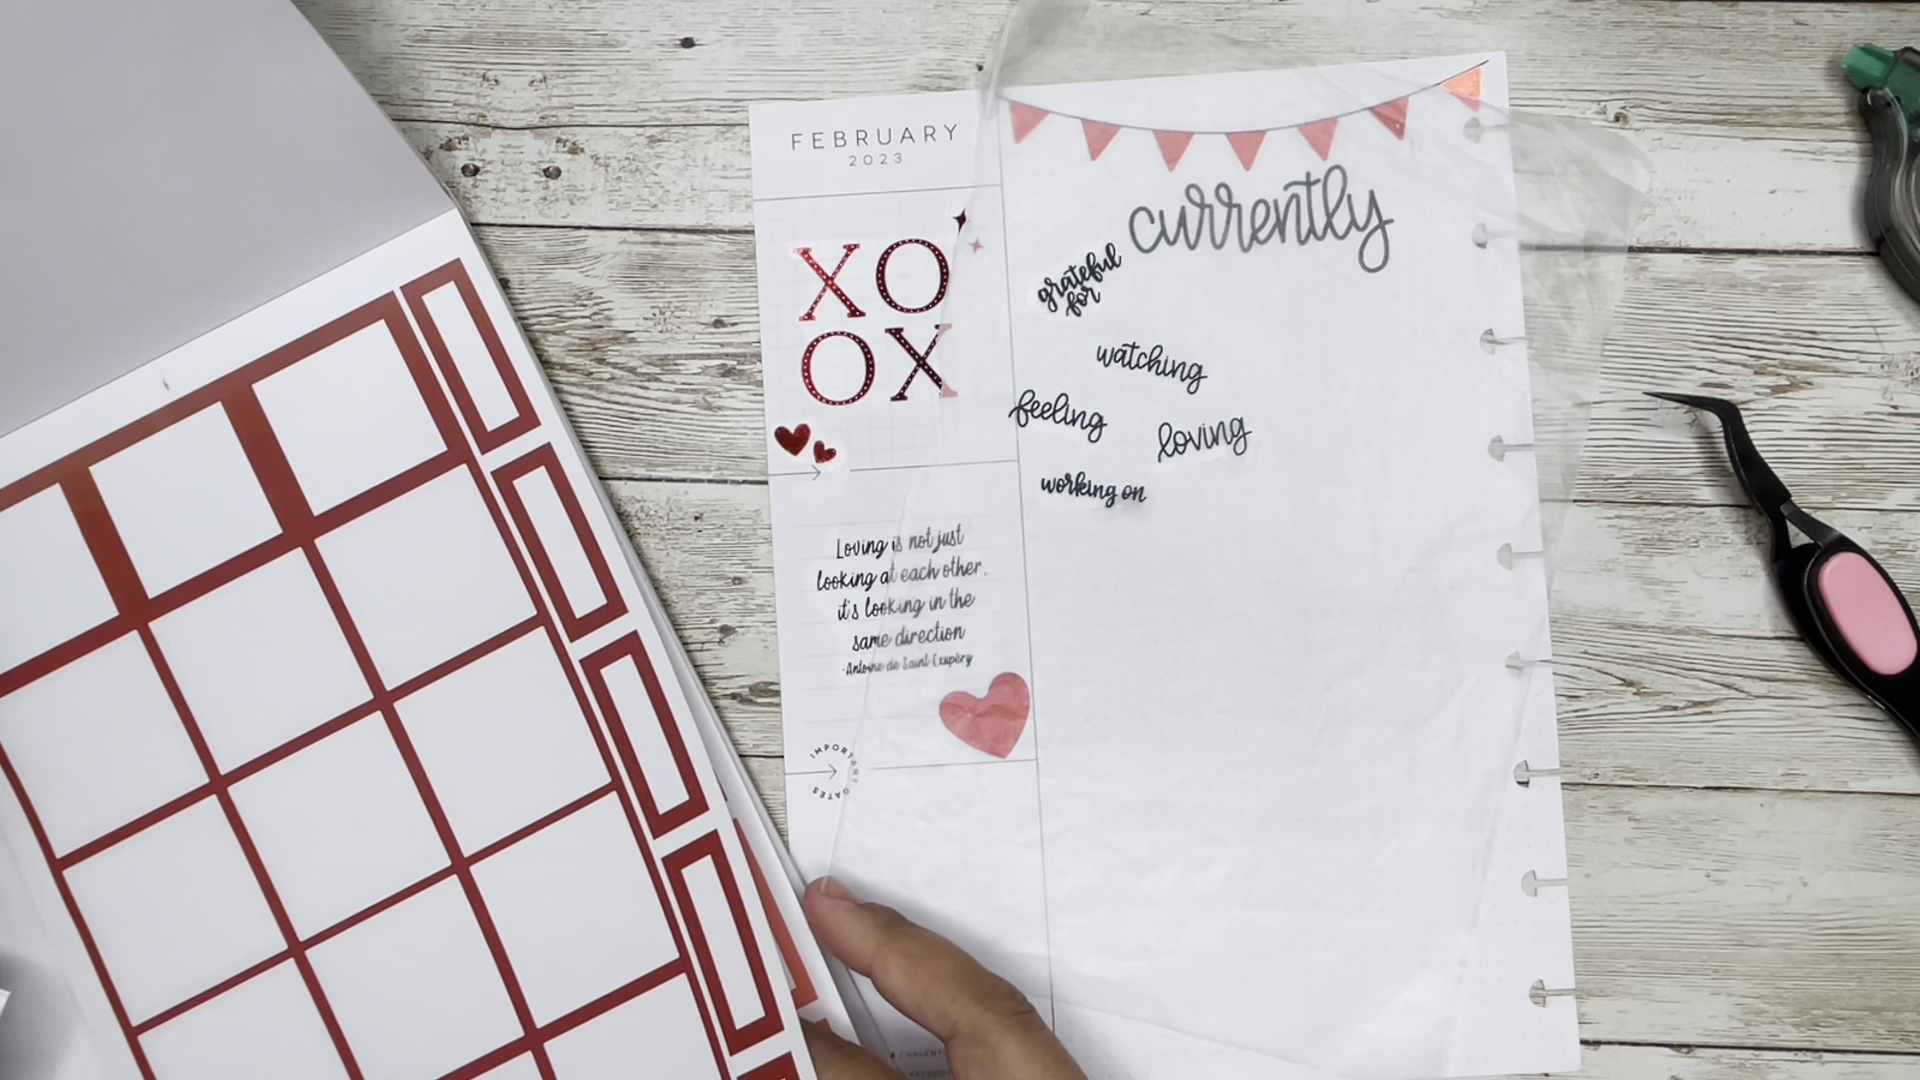 FEBRUARY
2023
XO
OX
Loving is not just
looking at each other.
it's looking in the
same direction
-Antoine de Saint Exupèry
IMPORTANT DATES
currently
grateful
for
watching
feeling
loving
working on